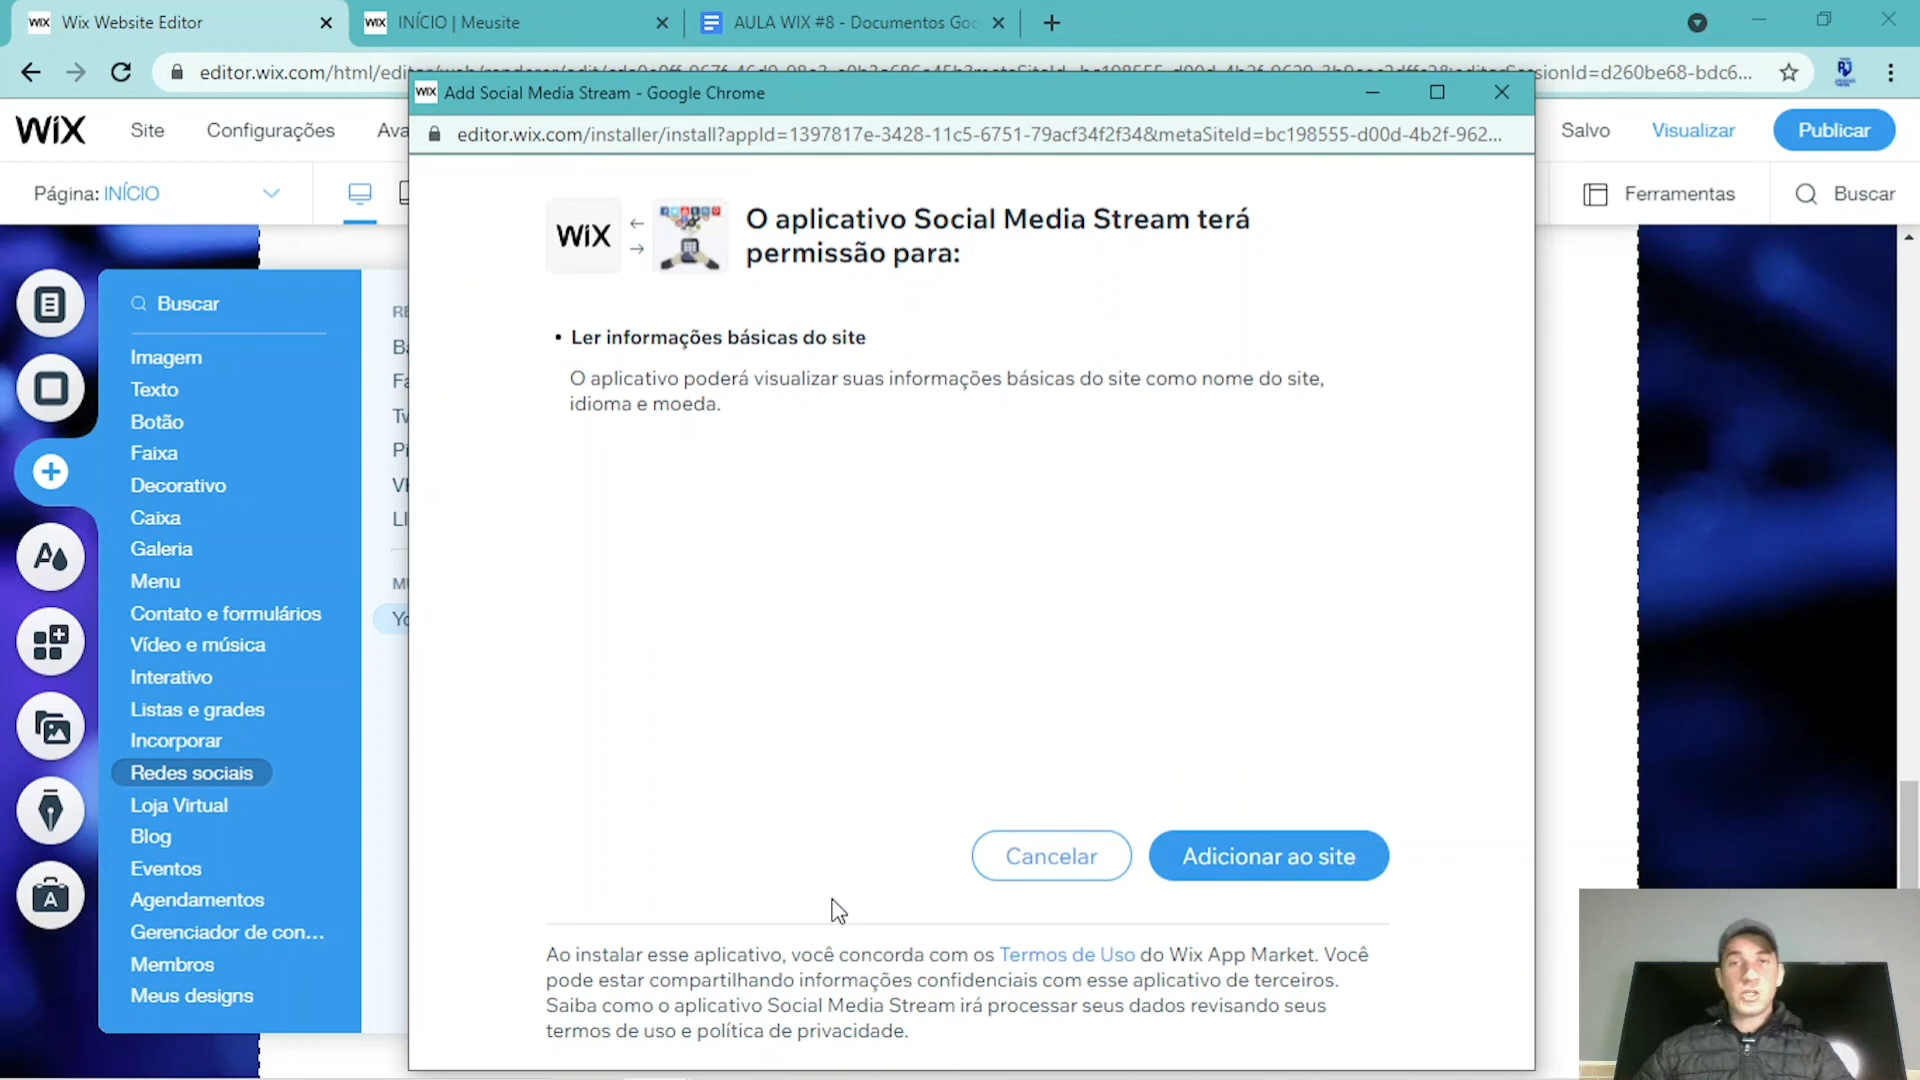 WIX Wix Website Editor
WIX INÍCIO | Meusite
AULA WIX #8 - Documentos Goo
WIX Add Social Media Stream - Google Chrome
editor.wix.com/installer/install?appId=1397817e-3428-11c5-6751-79acf34f2f34&metaSiteId=bc198555-d00d-4b2f-962...
WIX Site Configurações
Salvo Visualizar Publicar
Página: INÍCIO
Ferramentas Buscar
WIX
O aplicativo Social Media Stream terá
permissão para:
• Ler informações básicas do site
O aplicativo poderá visualizar suas informações básicas do site como nome do site,
idioma e moeda.
Cancelar Adicionar ao site
Ao instalar esse aplicativo, você concorda com os Termos de Uso do Wix App Market. Você
pode estar compartilhando informações confidenciais com esse aplicativo de terceiros.
Saiba como o aplicativo Social Media Stream irá processar seus dados revisando seus
termos de uso e política de privacidade.
Buscar
Imagem
Texto
Botão
Faixa
Decorativo
Caixa
Galeria
Menu
Contato e formulários
Vídeo e música
Interativo
Listas e grades
Incorporar
Redes sociais
Loja Virtual
Blog
Eventos
Agendamentos
Gerenciador de con...
Membros
Meus designs